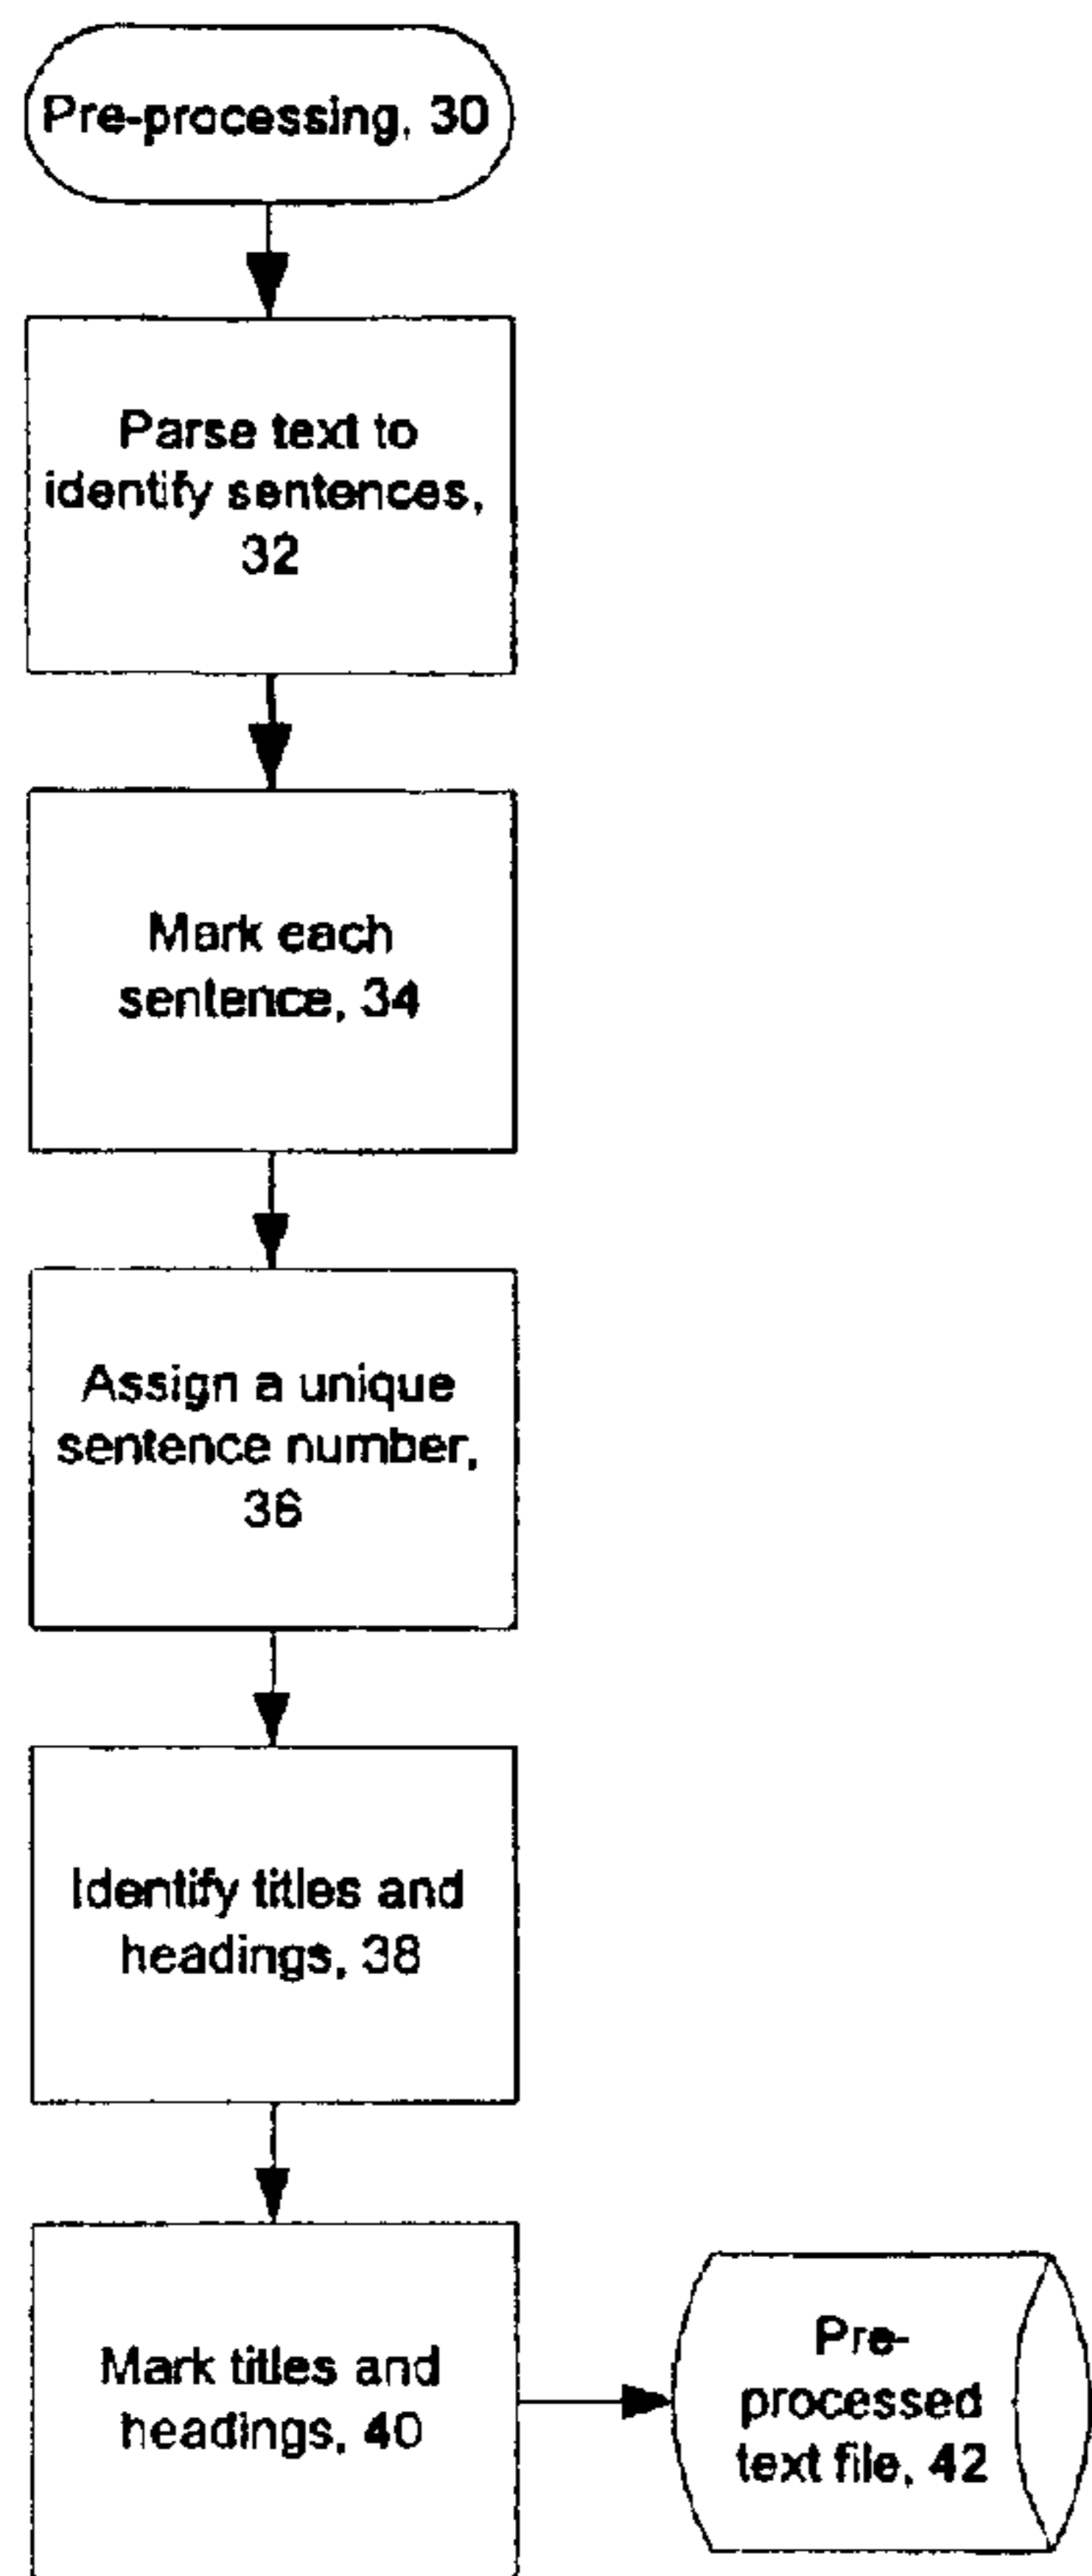 Pre-processing, 30
Parse text to
identify sentences,
32
Mark each
sentence, 34
Assign a unique
sentence number,
36
Identify titles and
headings, 38
Mark titles and
headings, 40
Pre-
processed
text file, 42